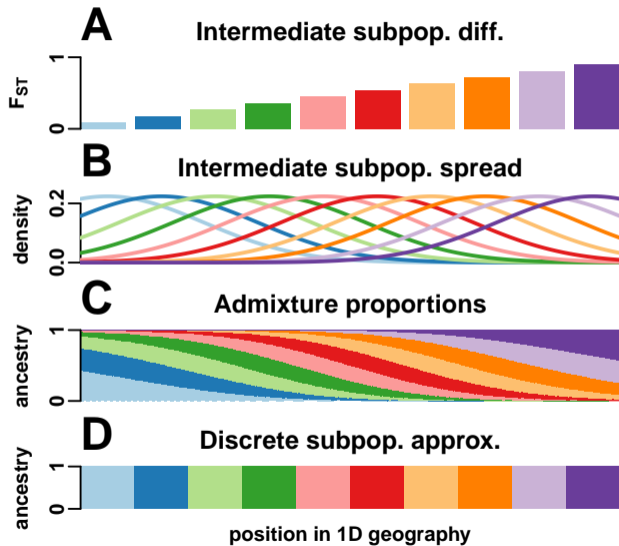 A
Intermediate subpop. diff.
FST
1
0
B
Intermediate subpop. spread
density
0.2
0.0
C
Admixture proportions
ancestry
1
0
D
Discrete subpop. approx.
ancestry
1
0
position in 1D geography